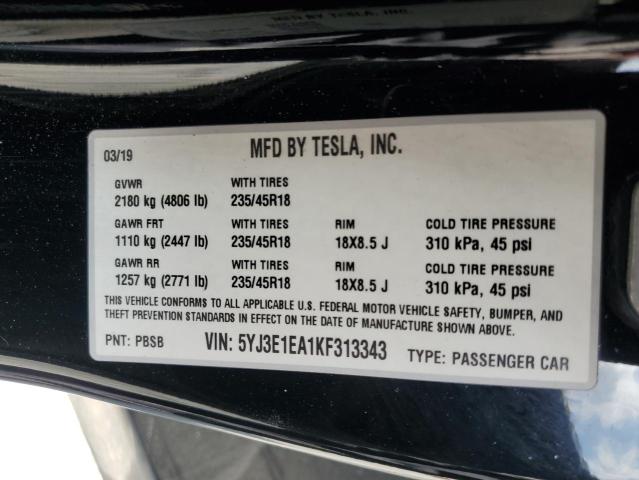 MFD BY TESLA, INC.
03/19 MFD BY TESLA, INC.
GVWR WITH TIRES
2180 kg (4806 lb) 235/45R18
GAWR FRT WITH TIRES RIM COLD TIRE PRESSURE
1110 kg (2447 lb) 235/45R18 18X8.5 J 310 kPa, 45 psi
GAWR RR WITH TIRES RIM COLD TIRE PRESSURE
1257 kg (2771 lb) 235/45R18 18X8.5 J 310 kPa, 45 psi
THIS VEHICLE CONFORMS TO ALL APPLICABLE U.S. FEDERAL MOTOR VEHICLE SAFETY, BUMPER, AND
THEFT PREVENTION STANDARDS IN EFFECT ON THE DATE OF MANUFACTURE SHOWN ABOVE.
PNT: PBSB VIN: 5YJ3E1EA1KF313343 TYPE: PASSENGER CAR